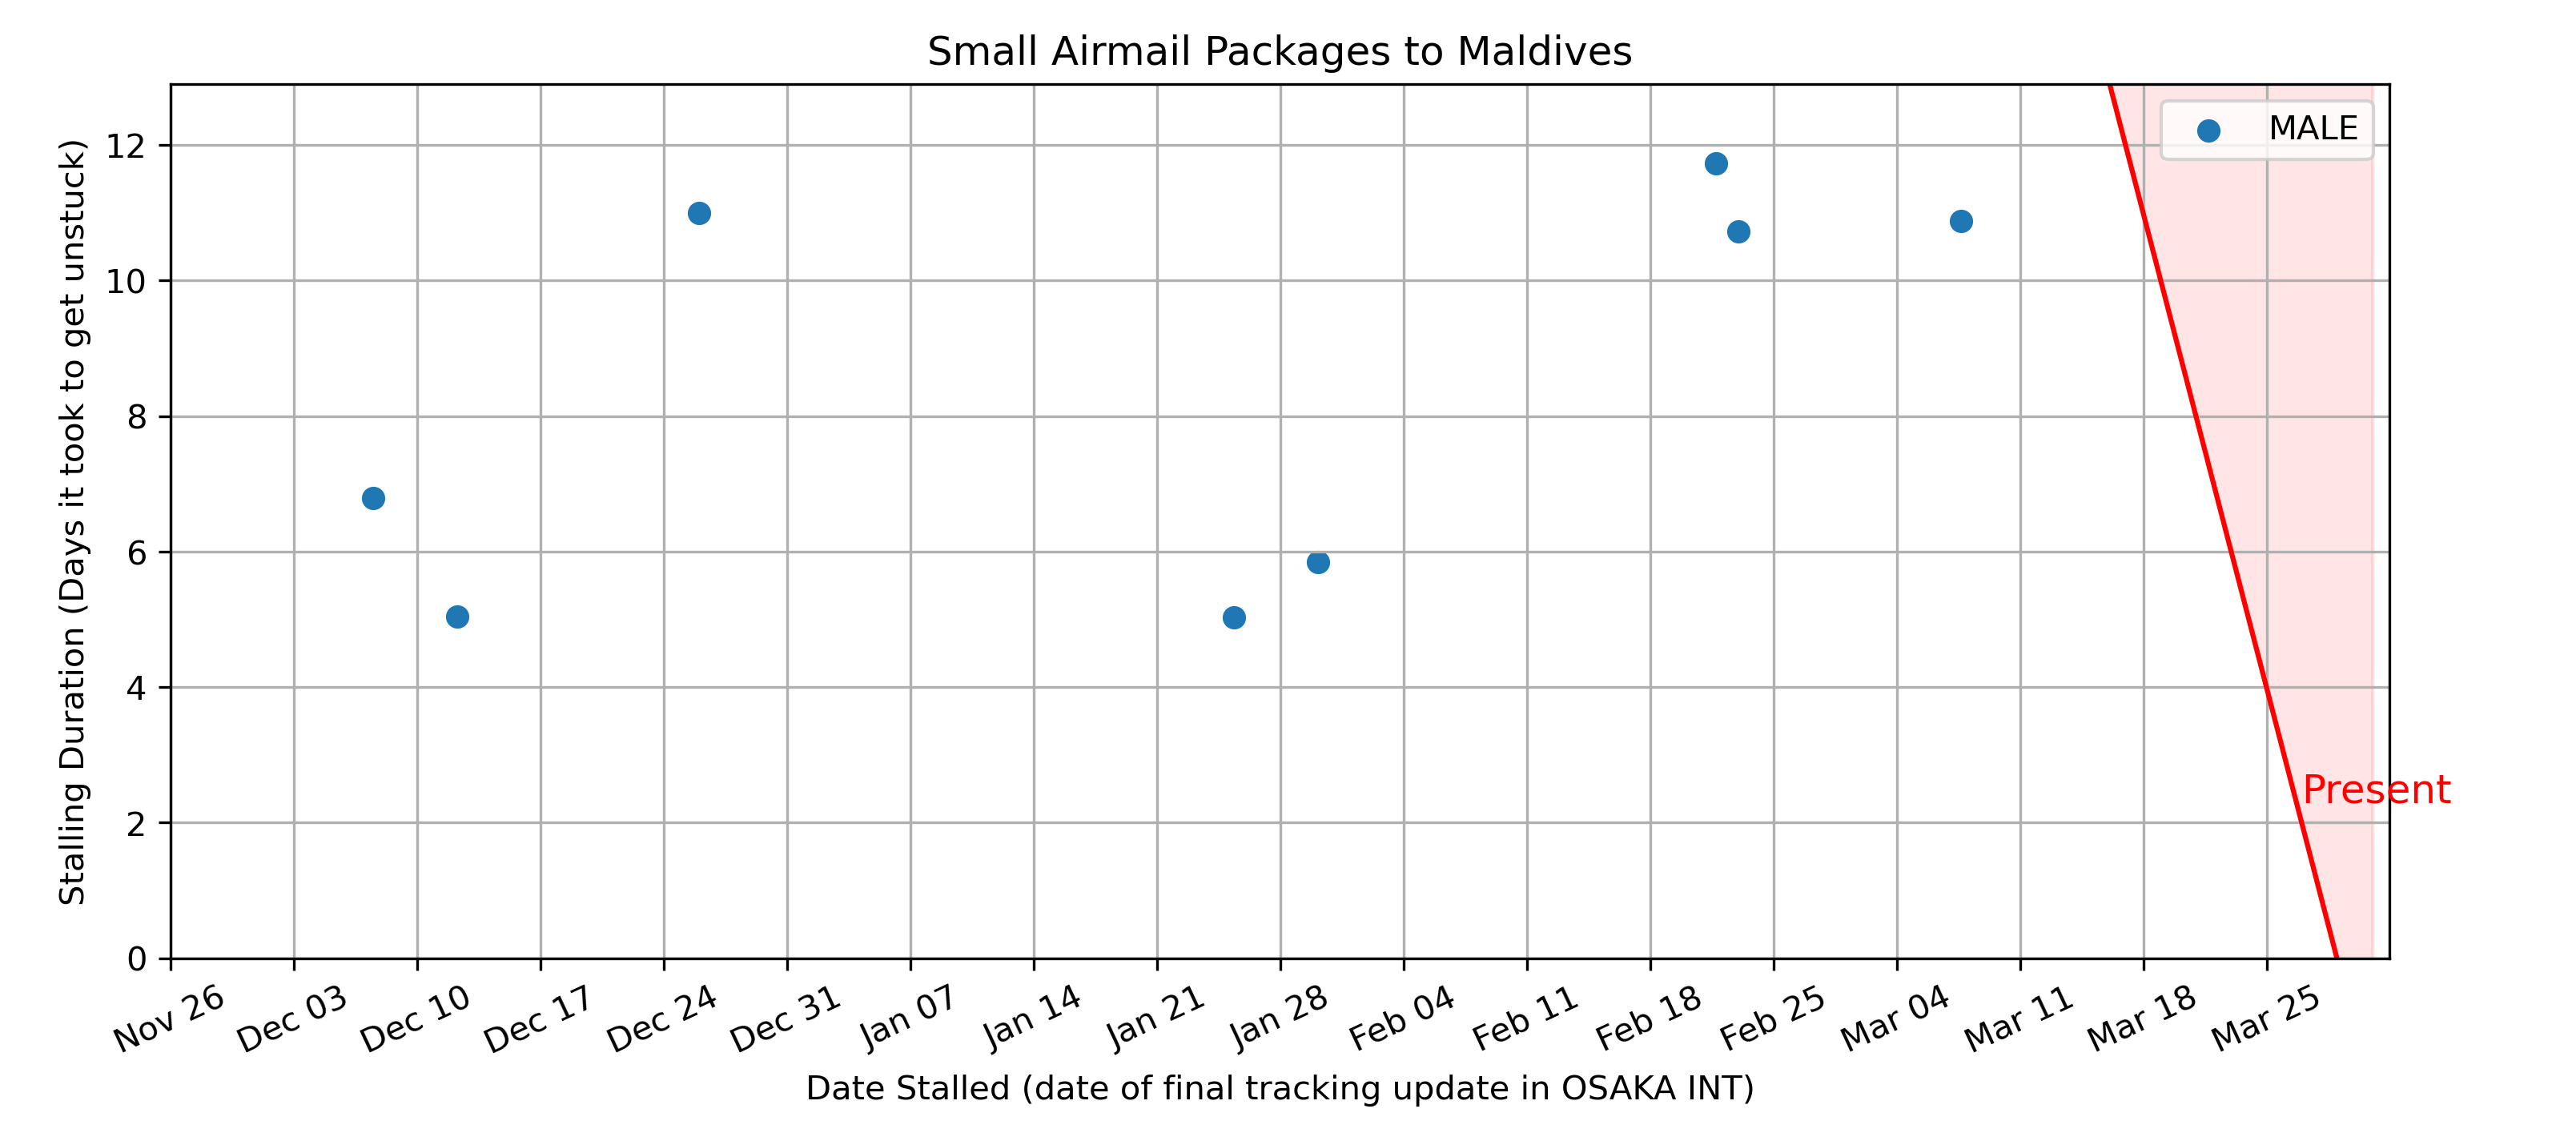 Small Airmail Packages to Maldives
MALE
Stalling Duration (Days it took to get unstuck)
12
10
8
6
4
2
0
Present
Nov 26
Dec 03
Dec 10
Dec 17
Dec 24
Dec 31
Jan 07
Jan 14
Jan 21
Jan 28
Feb 04
Feb 11
Feb 18
Feb 25
Mar 04
Mar 11
Mar 18
Mar 25
Date Stalled (date of final tracking update in OSAKA INT)